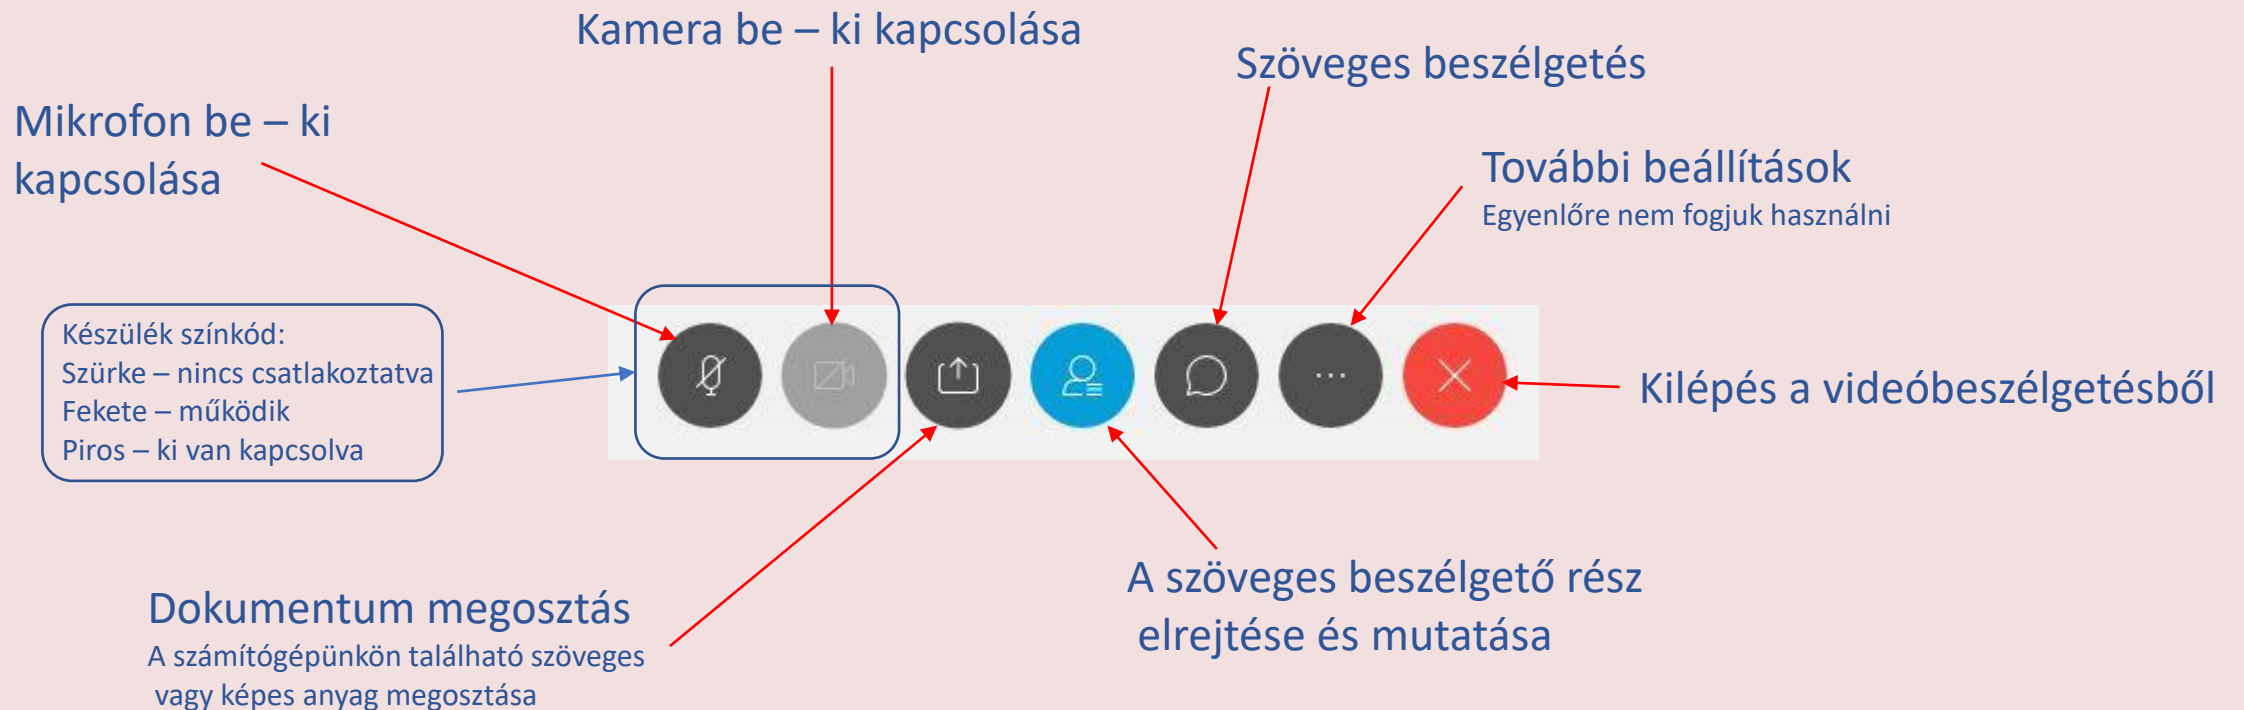 Kamera be – ki kapcsolása
Szöveges beszélgetés
Mikrofon be – ki
kapcsolása
További beállítások
Egyenlőre nem fogjuk használni
Készülék színkód:
Szürke – nincs csatlakoztatva
Fekete – működik
Piros – ki van kapcsolva
Kilépés a videóbeszélgetésből
Dokumentum megosztás
A számítógépünkön található szöveges
vagy képes anyag megosztása
A szöveges beszélgető rész
elrejtése és mutatása